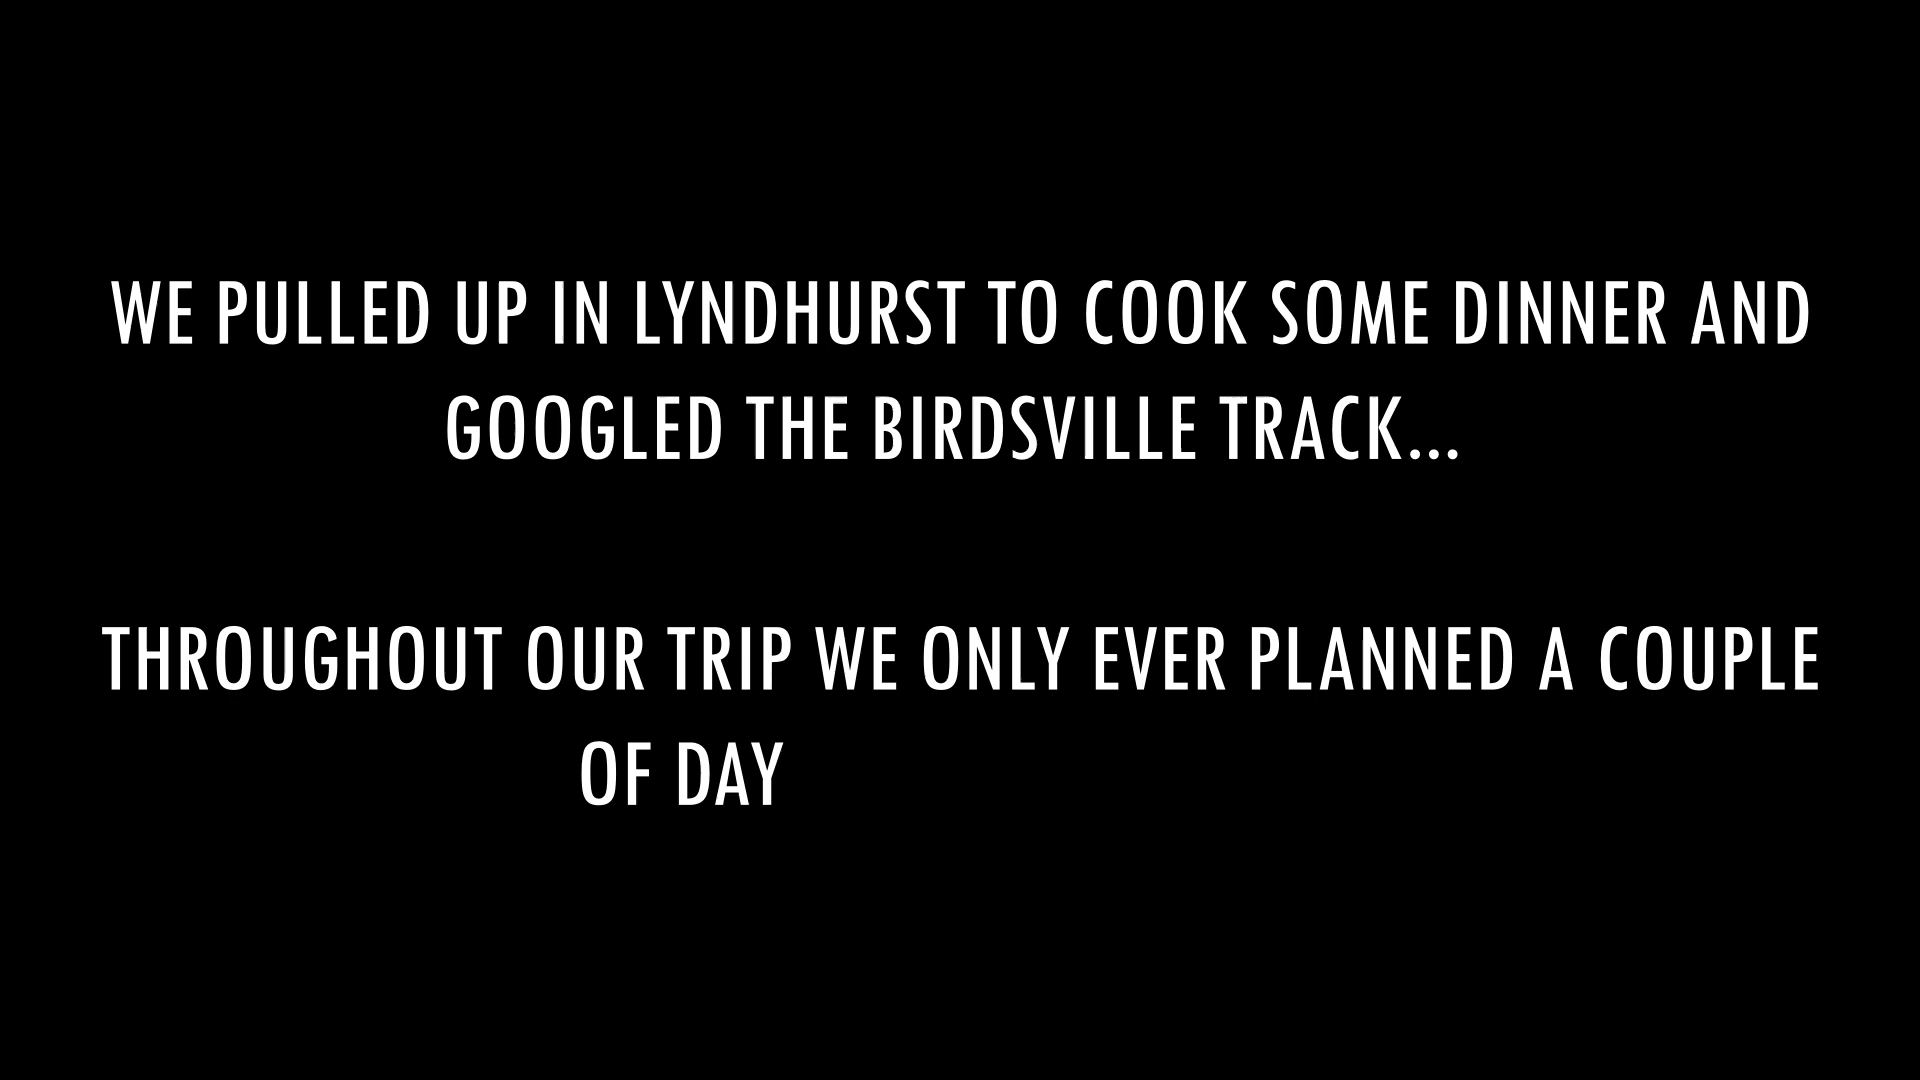 WE PULLED UP IN LYNDHURST TO COOK SOME DINNER AND
GOOGLED THE BIRDSVILLE TRACK...
THROUGHOUT OUR TRIP WE ONLY EVER PLANNED A COUPLE
OF DAY